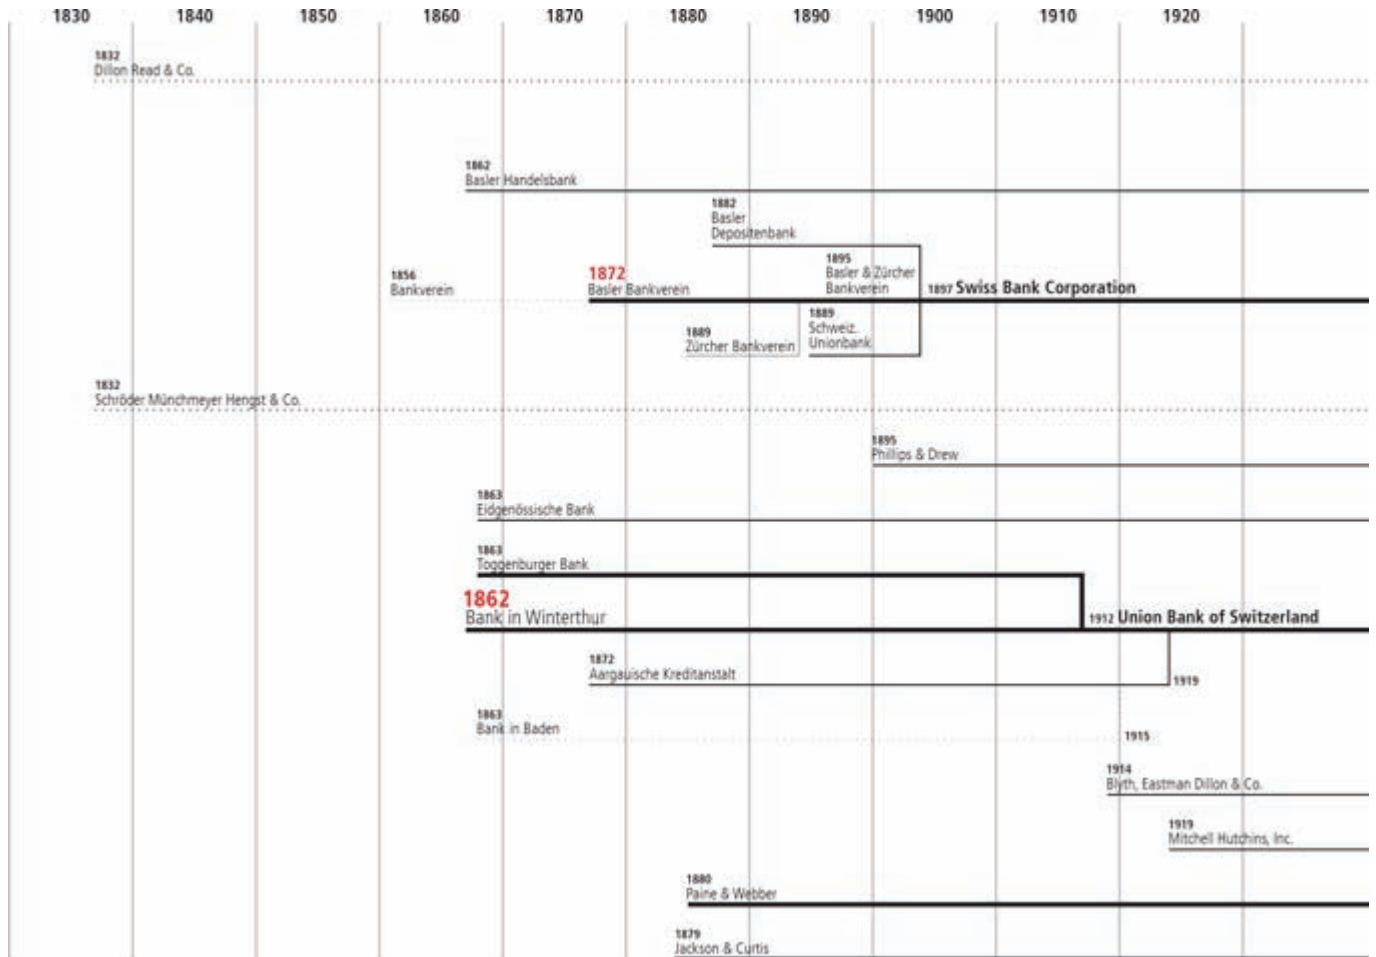 1830 1840 1850 1860 1870 1880 1890 1900 1910 1920
1832
Dillon Read & Co.
1862
Basler Handelsbank
1882
Basler
Depositenbank
1895
Basler & Zürcher
Bankverein
1856
Bankverein
1872
Basler Bankverein
1897 Swiss Bank Corporation
1889
Zürcher Bankverein
1889
Schweiz.
Unionbank
1832
Schröder Münchmeyer Hengst & Co.
1895
Phillips & Drew
1863
Eidgenössische Bank
1863
Toggenburger Bank
1862
Bank in Winterthur
1912 Union Bank of Switzerland
1872
Aargauische Kreditanstalt
1919
1863
Bank in Baden
1915
1914
Blyth, Eastman Dillon & Co.
1919
Mitchell Hutchins, Inc.
1880
Paine & Webber
1879
Jackson & Curtis